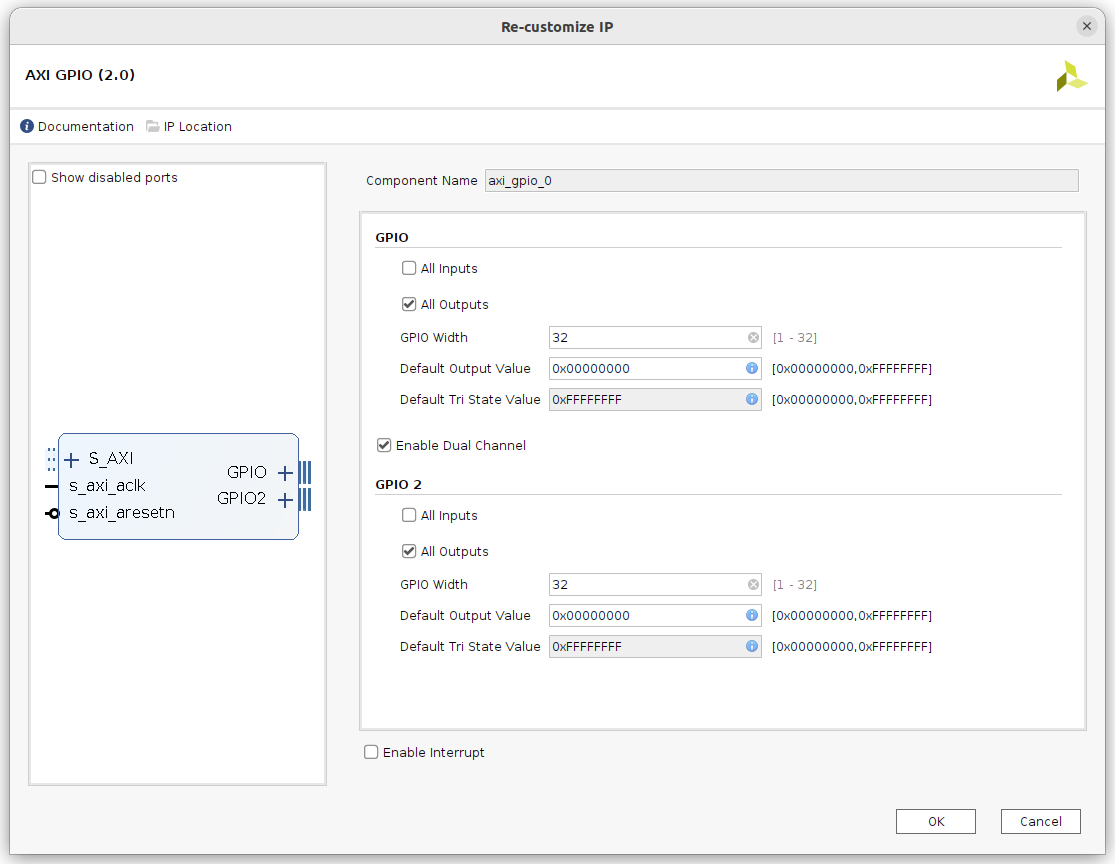 Re-customize IP
AXI GPIO (2.0)
Documentation IP Location
Show disabled ports
S_AXI
s_axi_aclk
s_axi_aresetn
GPIO
GPIO2
Component Name axi_gpio_0
GPIO
All Inputs
All Outputs
GPIO Width 32 [1 - 32]
Default Output Value 0x00000000 [0x00000000,0xFFFFFFFF]
Default Tri State Value 0xFFFFFFFF [0x00000000,0xFFFFFFFF]
Enable Dual Channel
GPIO 2
All Inputs
All Outputs
GPIO Width 32 [1 - 32]
Default Output Value 0x00000000 [0x00000000,0xFFFFFFFF]
Default Tri State Value 0xFFFFFFFF [0x00000000,0xFFFFFFFF]
Enable Interrupt
OK Cancel